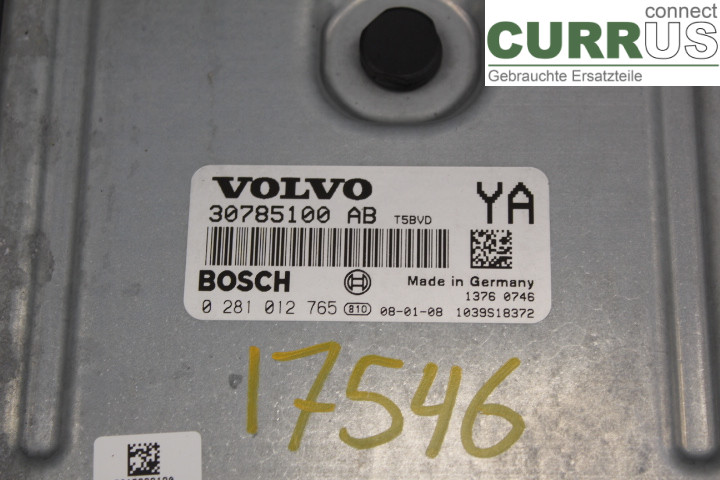 connect
CURRUS
Gebrauchte Ersatzteile
VOLVO
YA
30785100 AB T5BVD
BOSCH
Made in Germany
1376 0746
0 281 012 765 810 08-01-08 1039S18372
17546